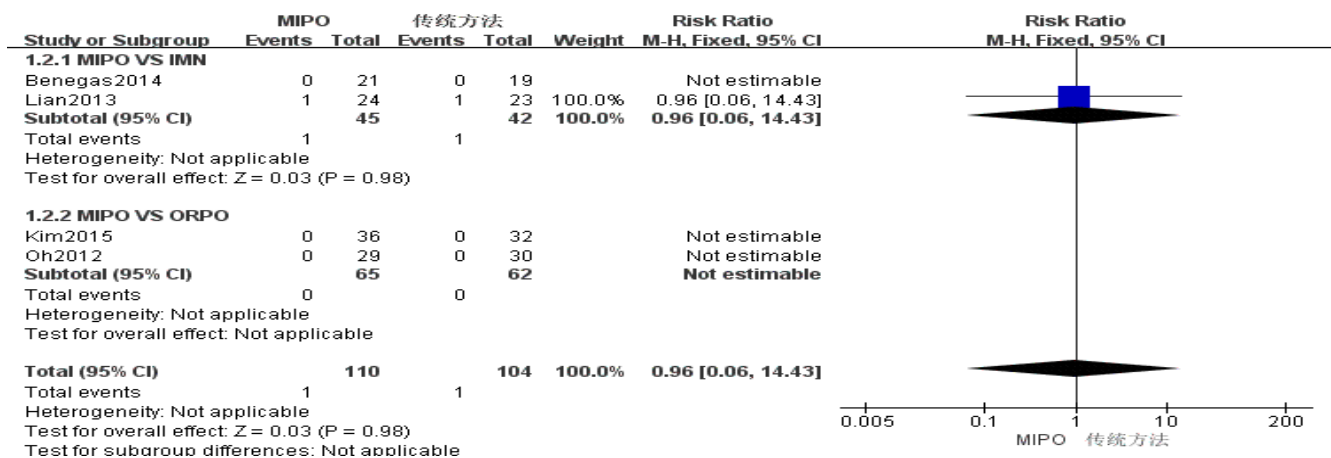 MIPO 传统方法 Risk Ratio Risk Ratio
Study or Subgroup Events Total Events Total Weight M-H, Fixed, 95% CI M-H, Fixed, 95% CI
1.2.1 MIPO VS IMN
Benegas2014 0 21 0 19 Not estimable
Lian2013 1 24 1 23 100.0% 0.96 [0.06, 14.43]
Subtotal (95% CI) 45 42 100.0% 0.96 [0.06, 14.43]
Total events 1 1
Heterogeneity: Not applicable
Test for overall effect: Z = 0.03 (P = 0.98)
1.2.2 MIPO VS ORPO
Kim2015 0 36 0 32 Not estimable
Oh2012 0 29 0 30 Not estimable
Subtotal (95% CI) 65 62 Not estimable
Total events 0 0
Heterogeneity: Not applicable
Test for overall effect: Not applicable
Total (95% CI) 110 104 100.0% 0.96 [0.06, 14.43]
Total events 1 1
Heterogeneity: Not applicable
Test for overall effect: Z = 0.03 (P = 0.98)
Test for subgroup differences: Not applicable
0.005 0.1 1 10 200
MIPO 传统方法